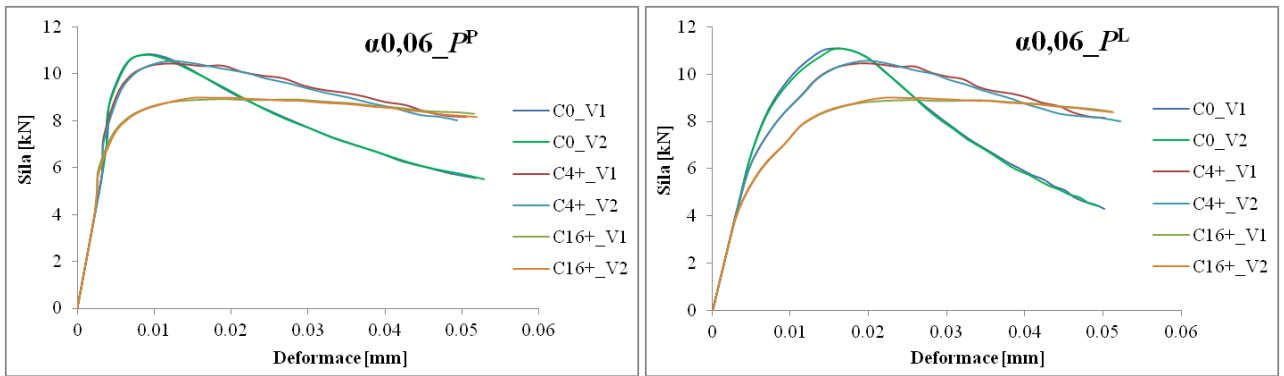 α0,06_P^P
12
10
8
6
4
2
0
Síla [kN]
0
0.01
0.02
0.03
0.04
0.05
0.06
Deformace [mm]
C0_V1
C0_V2
C4+_V1
C4+_V2
C16+_V1
C16+_V2
α0,06_P^L
12
10
8
6
4
2
0
Síla [kN]
0
0.01
0.02
0.03
0.04
0.05
0.06
Deformace [mm]
C0_V1
C0_V2
C4+_V1
C4+_V2
C16+_V1
C16+_V2